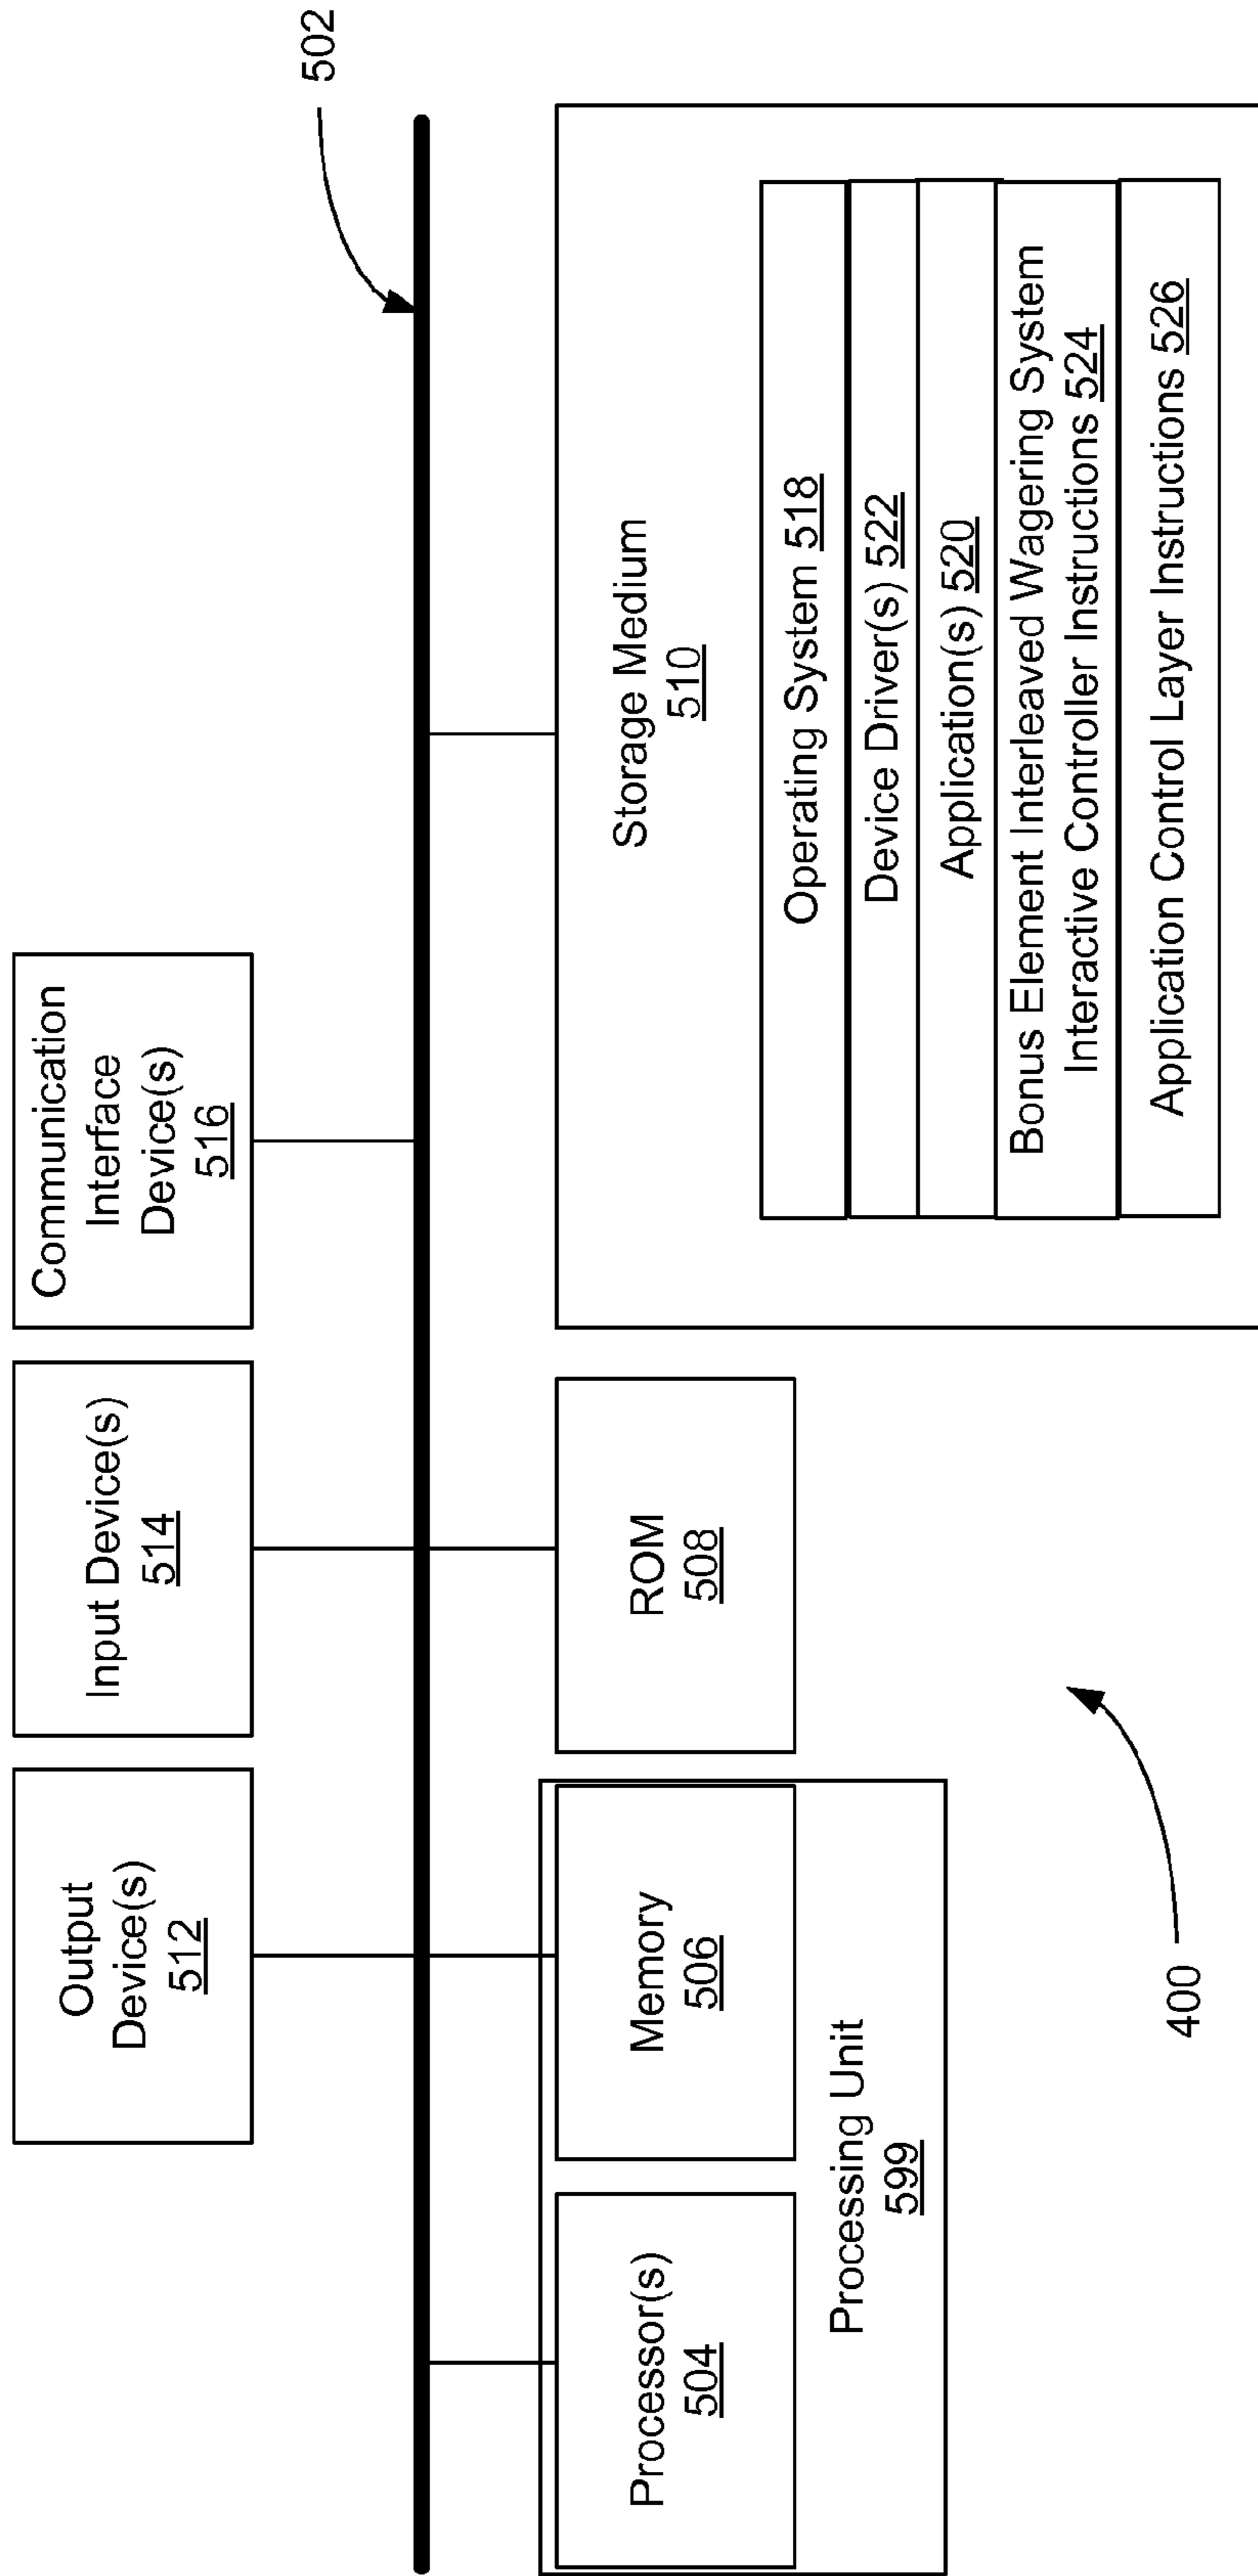 Output
Device(s)
512
Input Device(s)
514
Communication
Interface
Device(s)
516
502
Processor(s)
504
Memory
506
Processing Unit
599
ROM
508
Storage Medium
510
Operating System 518
Device Driver(s) 522
Application(s) 520
Bonus Element Interleaved Wagering System
Interactive Controller Instructions 524
Application Control Layer Instructions 526
400